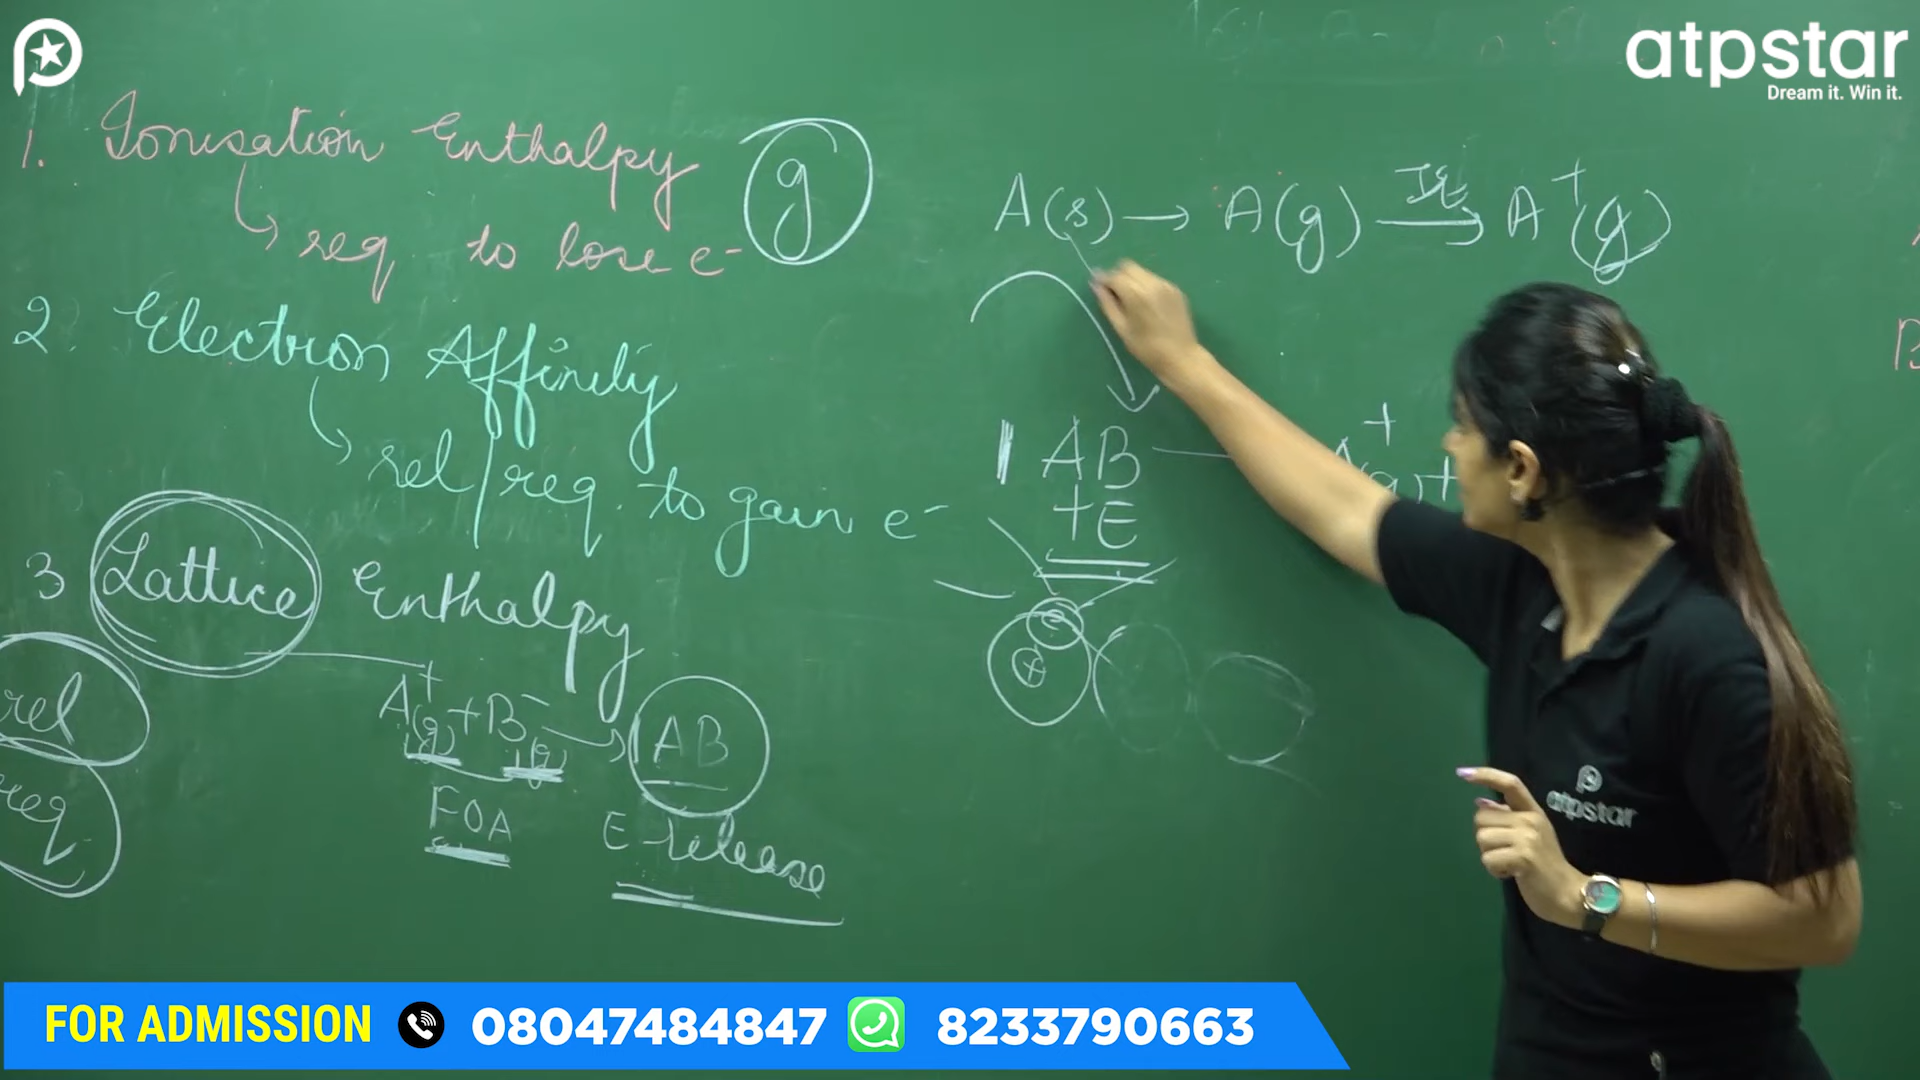 atpstar
Dream it. Win it.
1. Ionisation Enthalpy
req to lose e-
g
2. Electron Affinity
rel/req. to gain e-
3 Lattice Enthalpy
rel
req
A+(g) + B-(g) → AB
FOA
E release
A(s) → A(g) → A+(g)
AB
+E
A+
+
-
B
atpstar
FOR ADMISSION 08047484847 8233790663